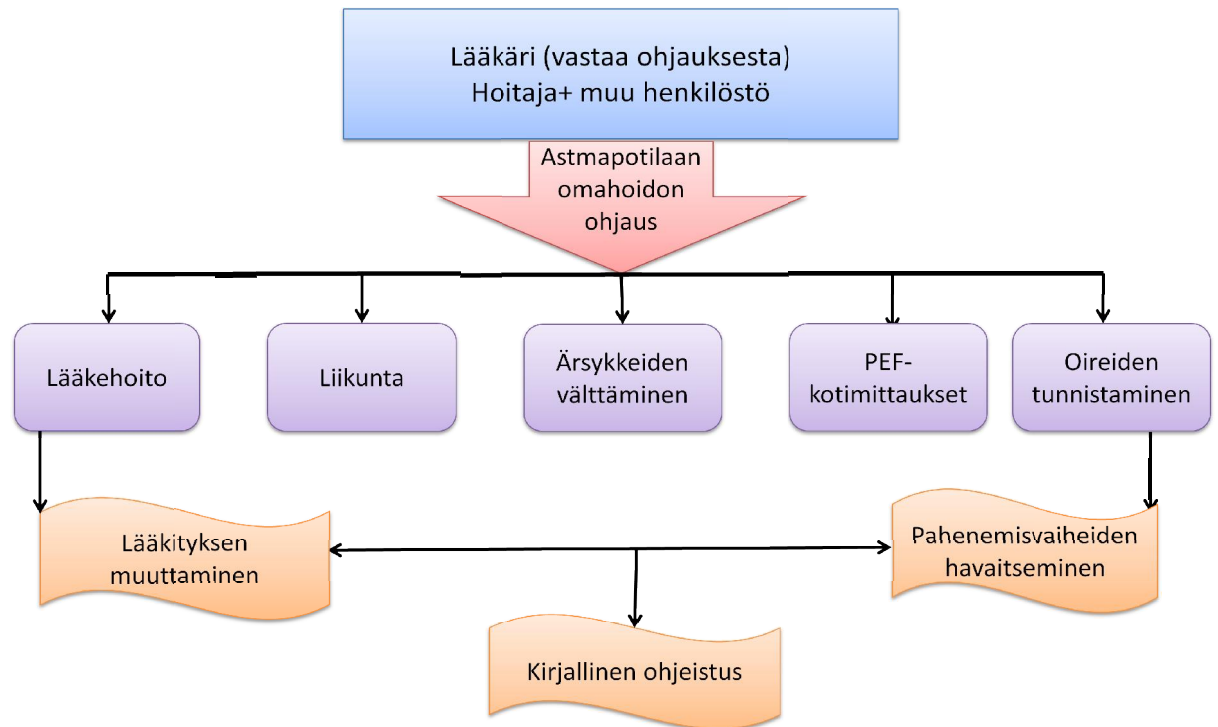 Lääkäri (vastaa ohjauksesta)
Hoitaja+ muu henkilöstö
Astmapotilaan
omahoidon
ohjaus
Lääkehoito
Liikunta
Ärsykkeiden
välttäminen
PEF-
kotimittaukset
Oireiden
tunnistaminen
Lääkityksen
muuttaminen
Pahenemisvaiheiden
havaitseminen
Kirjallinen ohjeistus